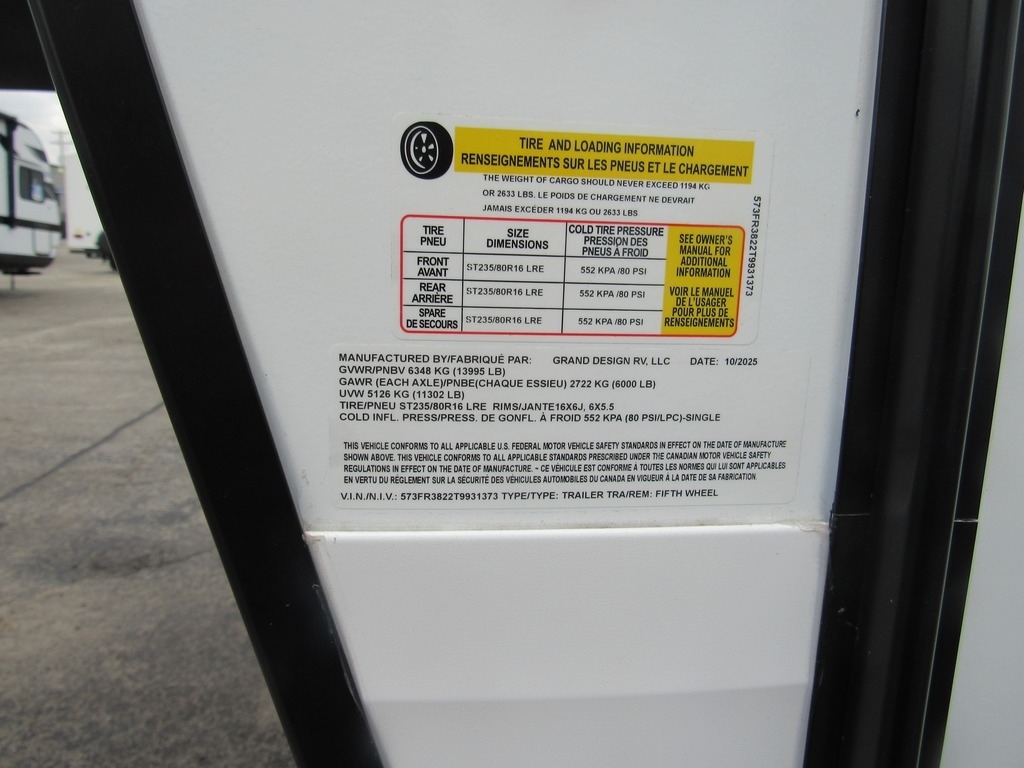 TIRE AND LOADING INFORMATION
RENSEIGNEMENTS SUR LES PNEUS ET LE CHARGEMENT
THE WEIGHT OF CARGO SHOULD NEVER EXCEED 1194 KG
OR 2633 LBS. LE POIDS DE CHARGEMENT NE DEVRAIT
JAMAIS EXCÉDER 1194 KG OU 2633 LBS
TIRE PNEU SIZE DIMENSIONS COLD TIRE PRESSURE PRESSION DES PNEUS À FROID
FRONT AVANT ST235/80R16 LRE 552 KPA /80 PSI
REAR ARRIÈRE ST235/80R16 LRE 552 KPA /80 PSI
SPARE DE SECOURS ST235/80R16 LRE 552 KPA /80 PSI
SEE OWNER'S
MANUAL FOR
ADDITIONAL
INFORMATION
VOIR LE MANUEL
DE L'USAGER
POUR PLUS DE
RENSEIGNEMENTS
573FR3822T9931373
MANUFACTURED BY/FABRIQUÉ PAR: GRAND DESIGN RV, LLC DATE: 10/2025
GVWR/PNBV 6348 KG (13995 LB)
GAWR (EACH AXLE)/PNBE(CHAQUE ESSIEU) 2722 KG (6000 LB)
UVW 5126 KG (11302 LB)
TIRE/PNEU ST235/80R16 LRE RIMS/JANTE16X6J, 6X5.5
COLD INFL. PRESS/PRESS. DE GONFL. À FROID 552 KPA (80 PSI/LPC)-SINGLE
THIS VEHICLE CONFORMS TO ALL APPLICABLE U.S. FEDERAL MOTOR VEHICLE SAFETY STANDARDS IN EFFECT ON THE DATE OF MANUFACTURE
SHOWN ABOVE. THIS VEHICLE CONFORMS TO ALL APPLICABLE STANDARDS PRESCRIBED UNDER THE CANADIAN MOTOR VEHICLE SAFETY
REGULATIONS IN EFFECT ON THE DATE OF MANUFACTURE. - CE VÉHICULE EST CONFORME À TOUTES LES NORMES QUI LUI SONT APPLICABLES
EN VERTU DU RÈGLEMENT SUR LA SÉCURITÉ DES VÉHICULES AUTOMOBILES DU CANADA EN VIGUEUR À LA DATE DE SA FABRICATION.
V.I.N./N.I.V.: 573FR3822T9931373 TYPE/TYPE: TRAILER TRA/REM: FIFTH WHEEL